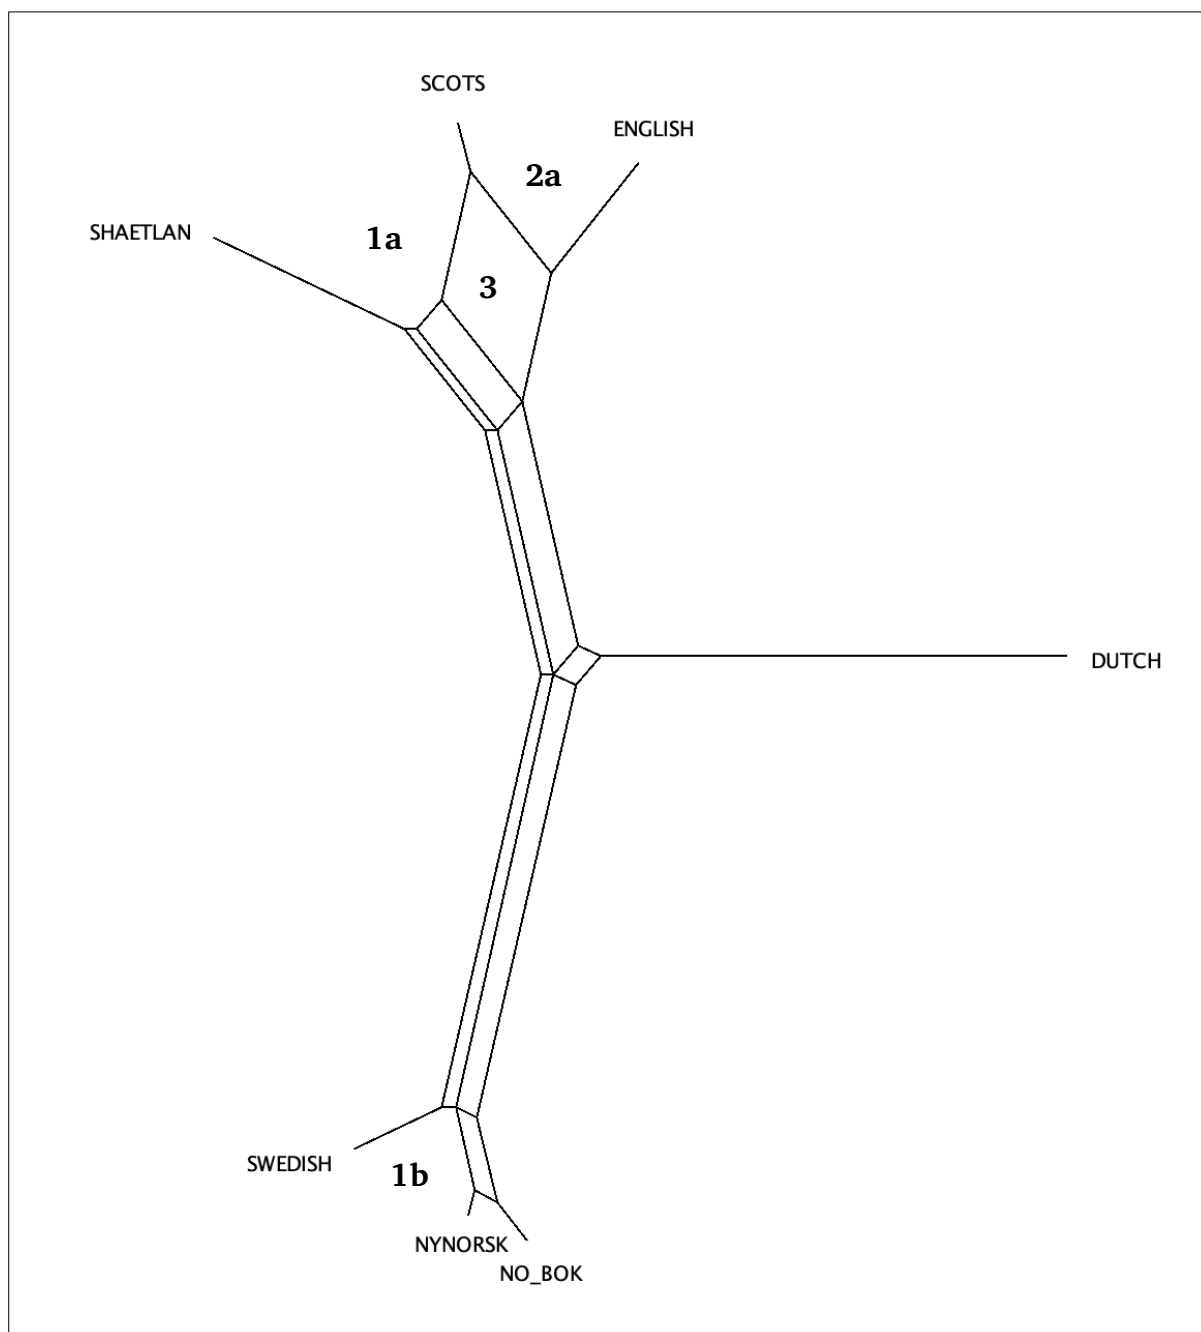 SCOTS
ENGLISH
2a
SHAETLAN
1a
3
DUTCH
SWEDISH
1b
NYNORSK
NO_BOK